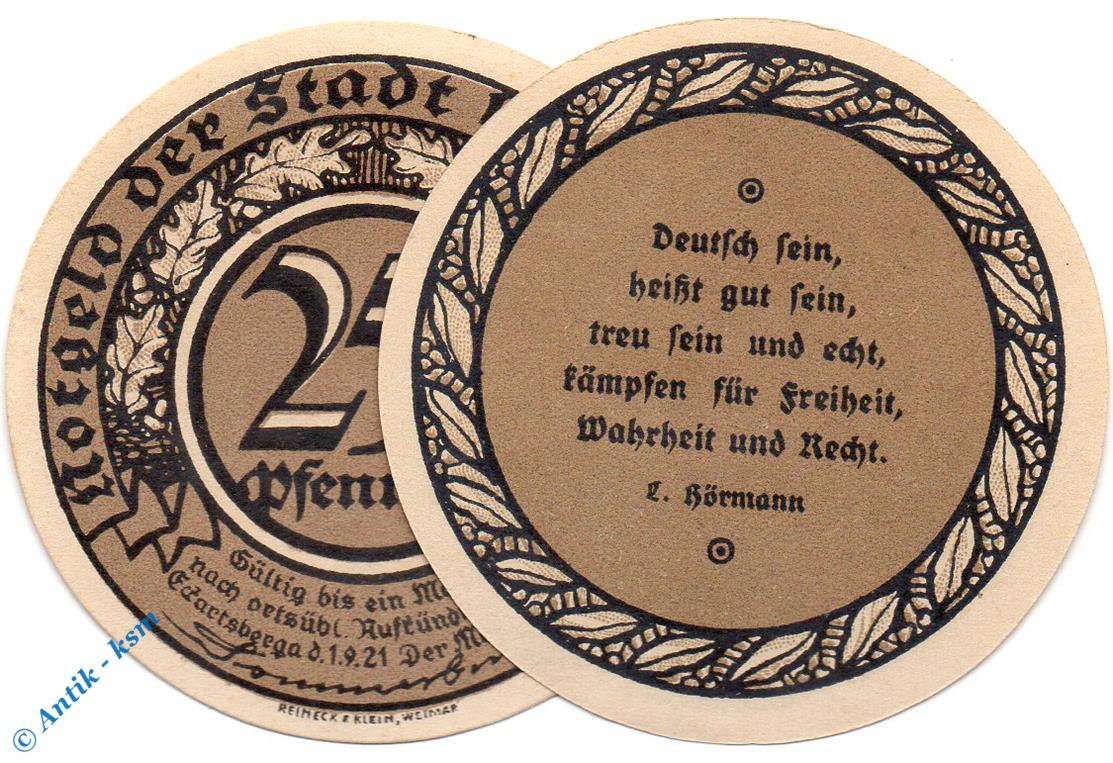 Notgeld der Stadt
25
Pfenn
Gültig bis ein M
nach ortsübl. Aufkünd
Eckartsberga d. 1.9.21 Der M
REINECK & KLEIN, WEIMAR
Deutsch sein,
heißt gut sein,
treu sein und echt,
kämpfen für Freiheit,
Wahrheit und Recht.
L. Hörmann
© Antik - ksm